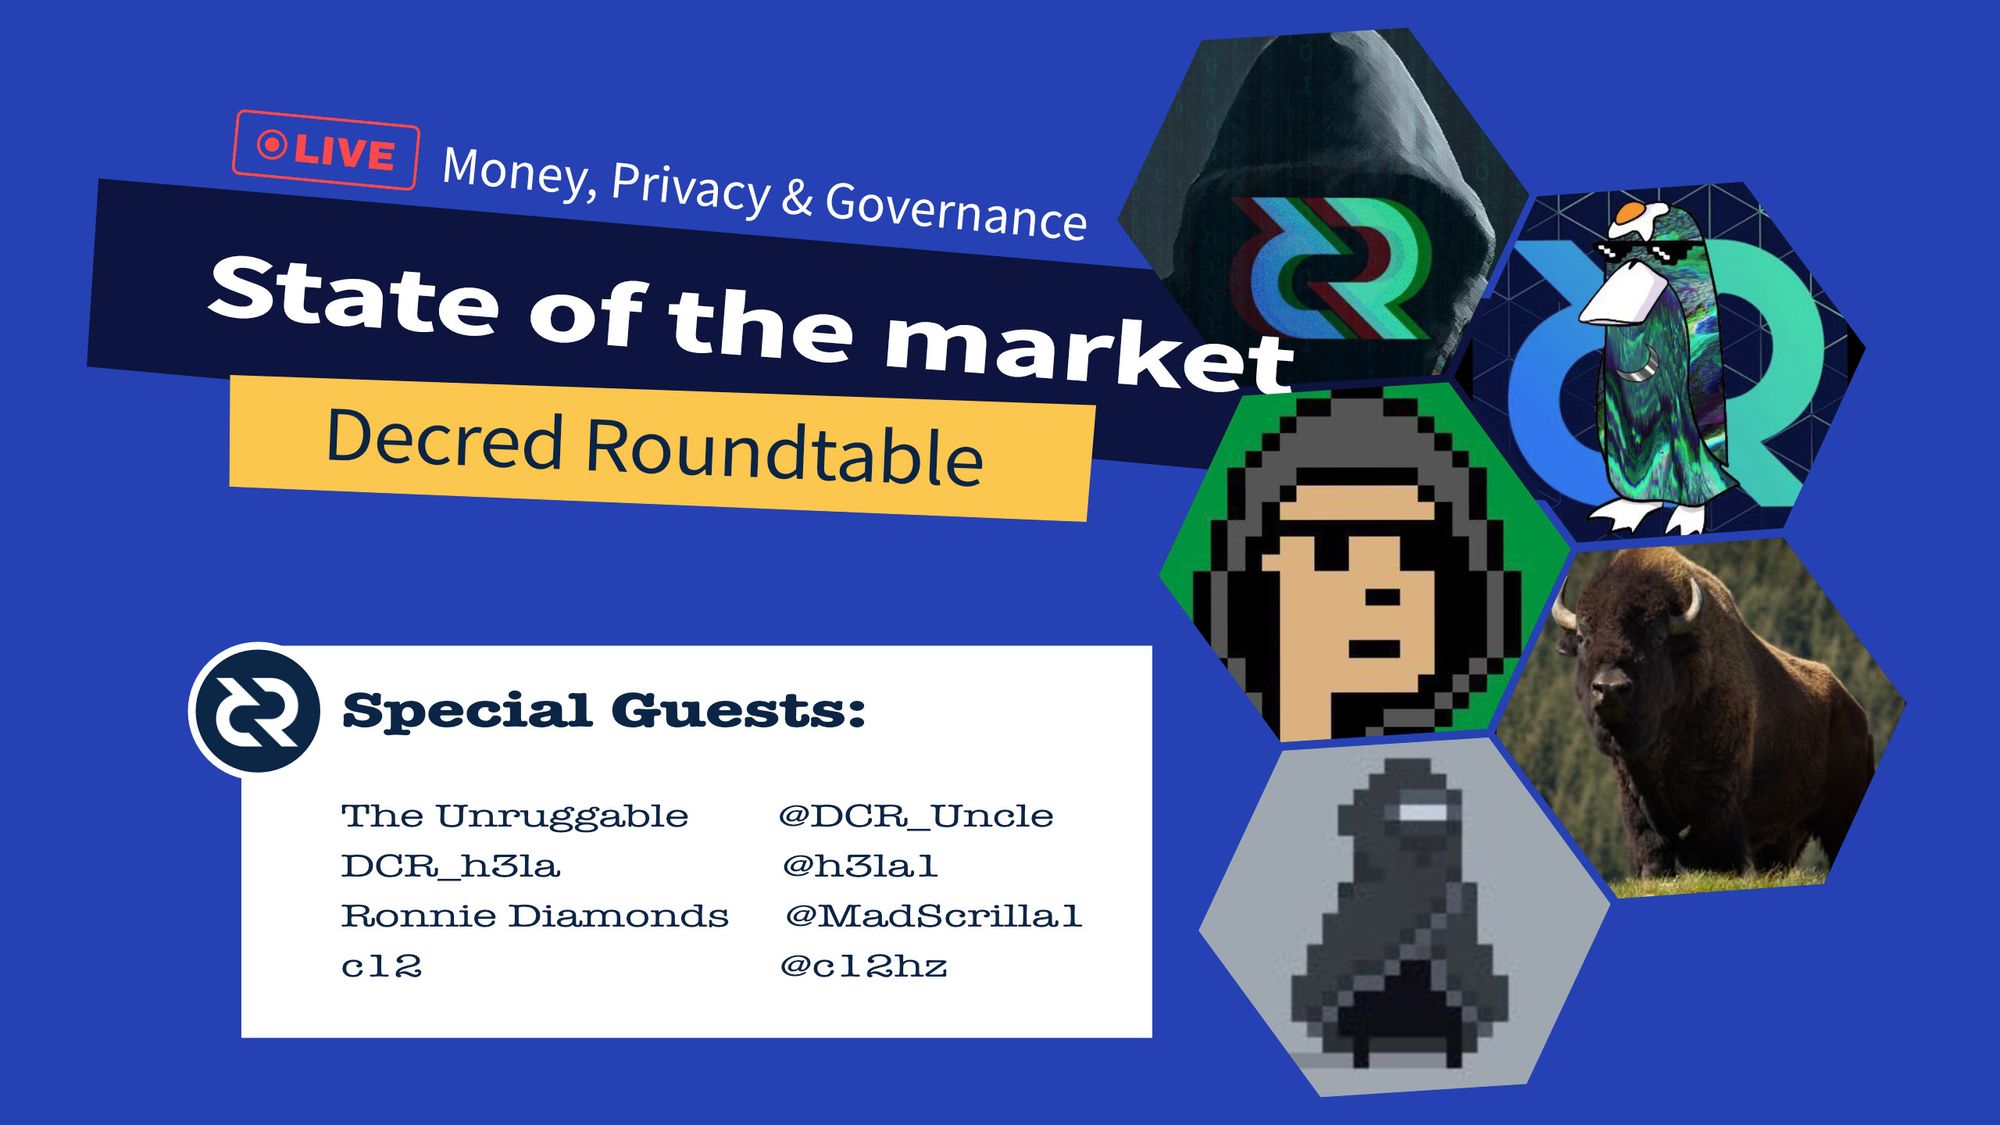 LIVE
Money, Privacy & Governance
State of the market
Decred Roundtable
Special Guests:
The Unruggable @DCR_Uncle
DCR_h3la @h3la1
Ronnie Diamonds @MadScrilla1
c12 @c12hz